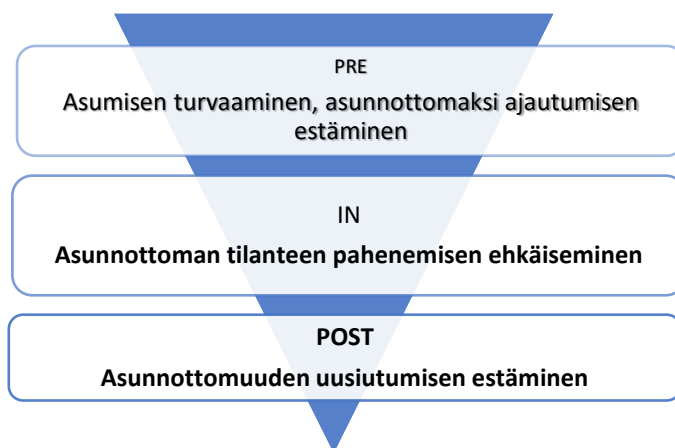 PRE
Asumisen turvaaminen, asunnottomaksi ajautumisen
estäminen
IN
Asunnottoman tilanteen pahenemisen ehkäiseminen
POST
Asunnottomuuden uusiutumisen estäminen